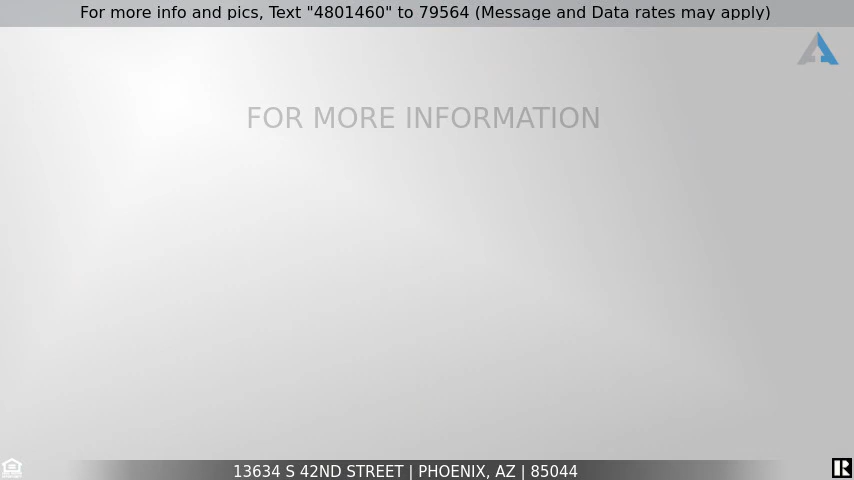 For more info and pics, Text "4801460" to 79564 (Message and Data rates may apply)
FOR MORE INFORMATION
13634 S 42ND STREET | PHOENIX, AZ | 85044